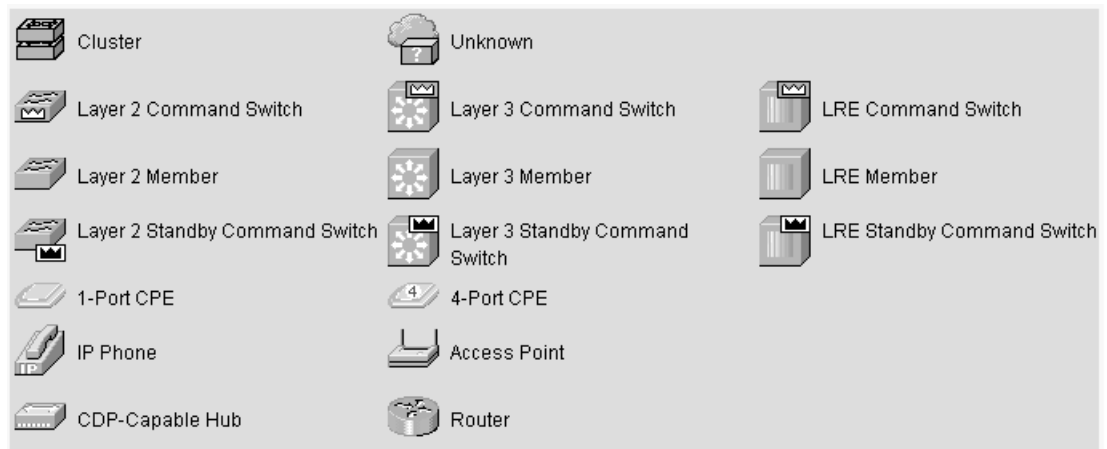 Cluster
?
Unknown
Layer 2 Command Switch
Layer 3 Command Switch
LRE Command Switch
Layer 2 Member
Layer 3 Member
LRE Member
Layer 2 Standby Command Switch
Layer 3 Standby Command
Switch
LRE Standby Command Switch
1-Port CPE
4
4-Port CPE
IP
IP Phone
Access Point
CDP-Capable Hub
Router